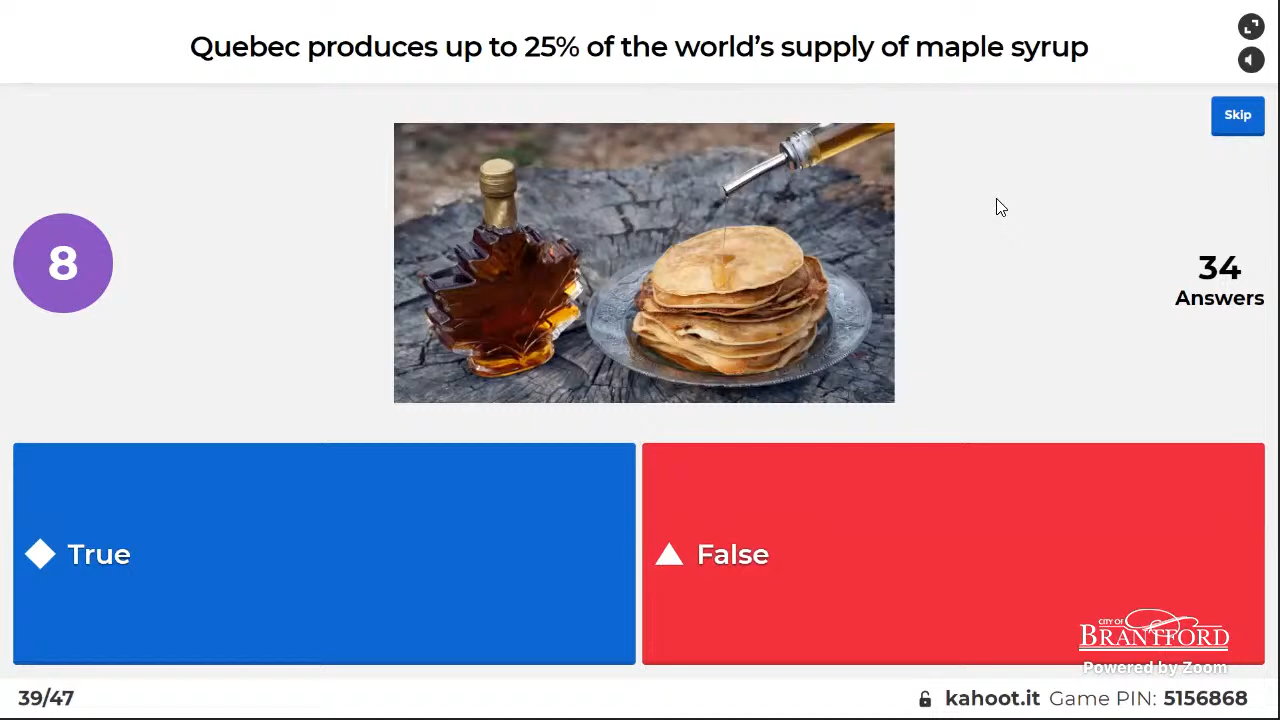 Quebec produces up to 25% of the world’s supply of maple syrup
Skip
8
34
Answers
True
False
CITY OF
BRANTFORD
Powered by Zoom
39/47
kahoot.it Game PIN: 5156868